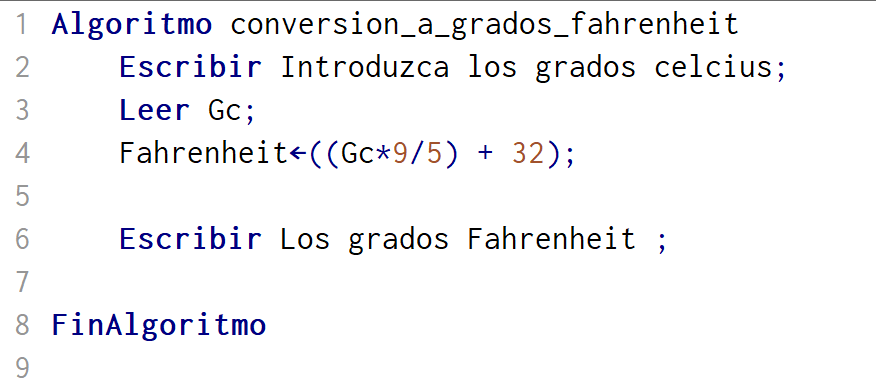 1 Algoritmo conversion_a_grados_fahrenheit
2 Escribir Introduzca los grados celcius;
3 Leer Gc;
4 Fahrenheit←((Gc*9/5) + 32);
5
6 Escribir Los grados Fahrenheit ;
7
8 FinAlgoritmo
9